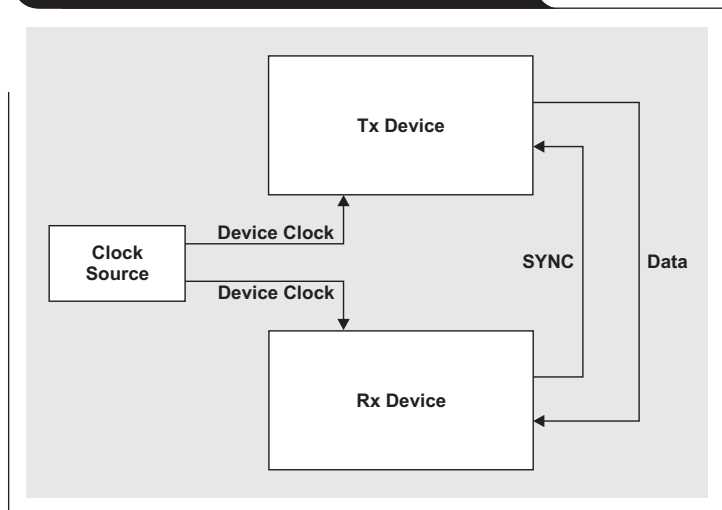 Tx Device
Device Clock
Clock
Source
SYNC
Data
Device Clock
Rx Device